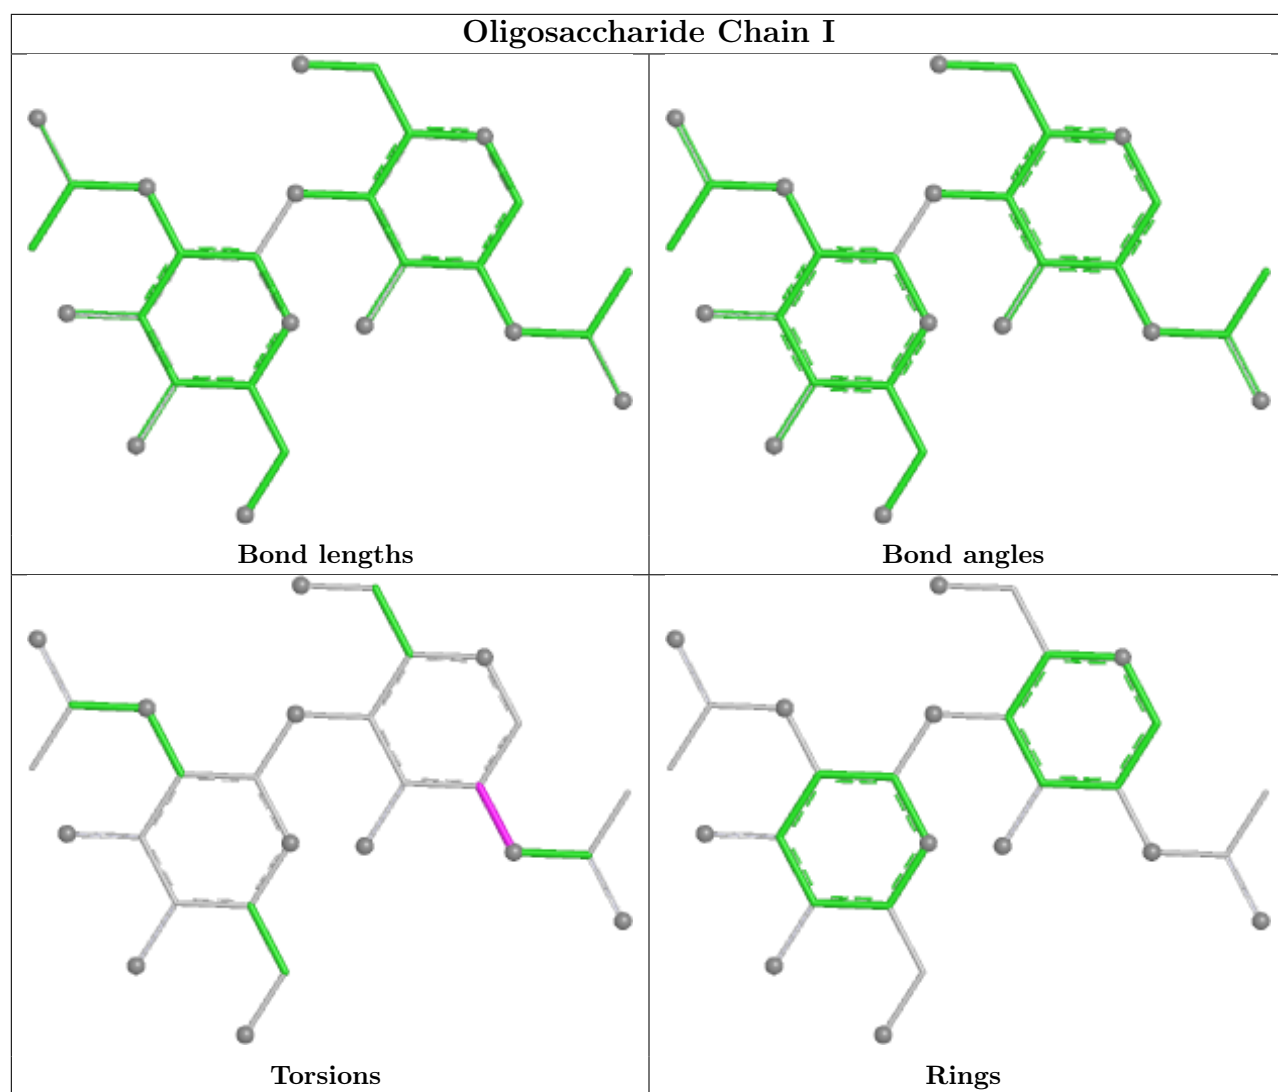 Oligosaccharide Chain I
Bond lengths
Bond angles
Torsions
Rings